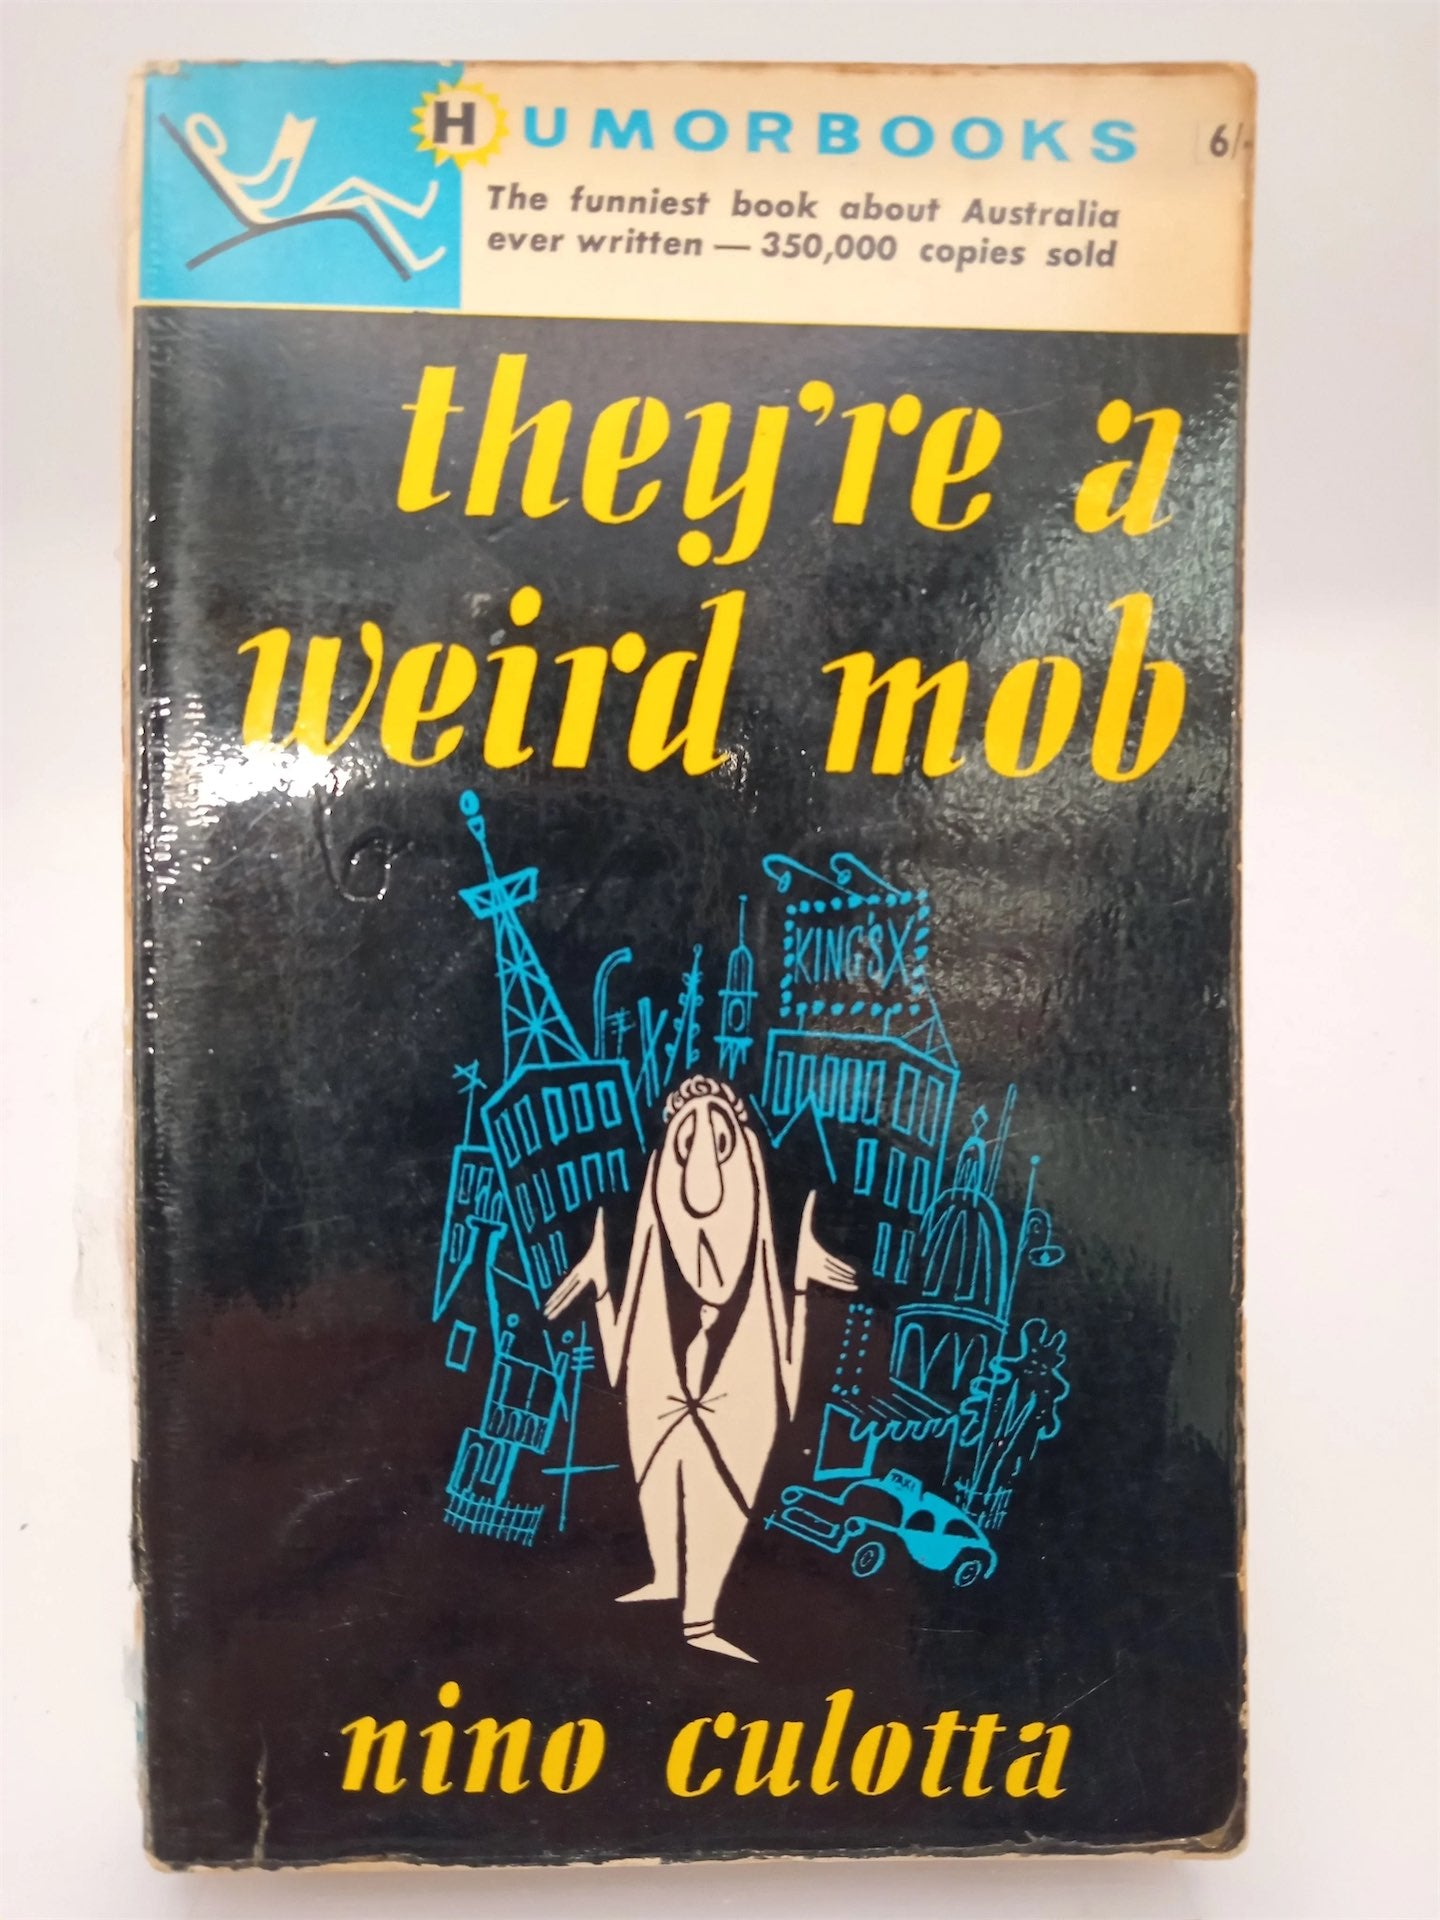 HUMORBOOKS 6/-
The funniest book about Australia
ever written — 350,000 copies sold
they're a
weird mob
KING'S X
TAXI
nino culotta